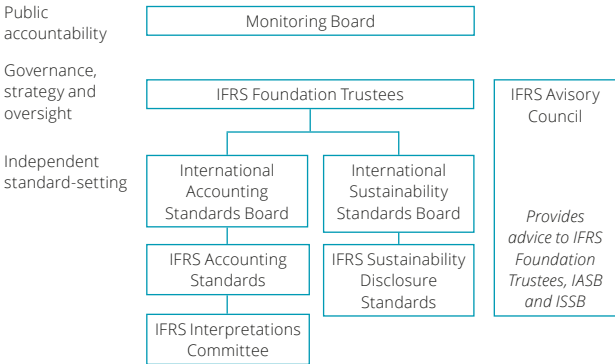 Public
accountability
Monitoring Board
Governance,
strategy and
oversight
IFRS Foundation Trustees
IFRS Avisory
Council
Independent
standard-setting
International
Accounting
Standards Board
International
Sustainability
Standards Board
IFRS Accounting
Standards
IFRS Sustainability
Disclosure
Standards
IFRS Interpretations
Committee
Provides
advice to IFRS
Foundation
Trustees, IASB
and ISSB